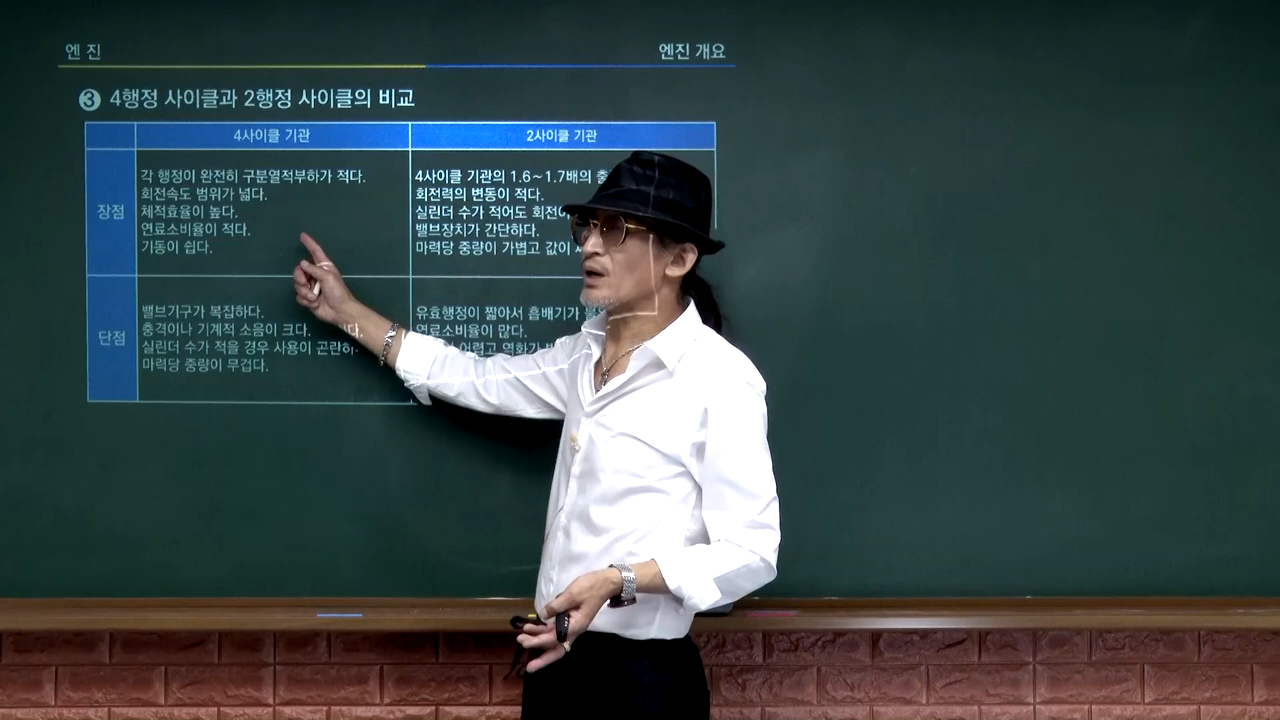 엔 진
엔진 개요
3 4행정 사이클과 2행정 사이클의 비교
4사이클 기관
2사이클 기관
장점
각 행정이 완전히 구분열적부하가 적다.
회전속도 범위가 넓다.
체적효율이 높다.
연료소비율이 적다.
기동이 쉽다.
4사이클 기관의 1.6~1.7배의
회전력의 변동이 적다.
실린더 수가 적어도
밸브장치가 간단하다.
마력당 중량이 가볍고 값이
단점
밸브기구가 복잡하다.
충격이나 기계적 소음이 크다.
실린더 수가 적을 경우 사용이
마력당 중량이 무겁다.
유효행정이 짧아서 흡배기가
연료소비율이 많다.
어렵고 역화가